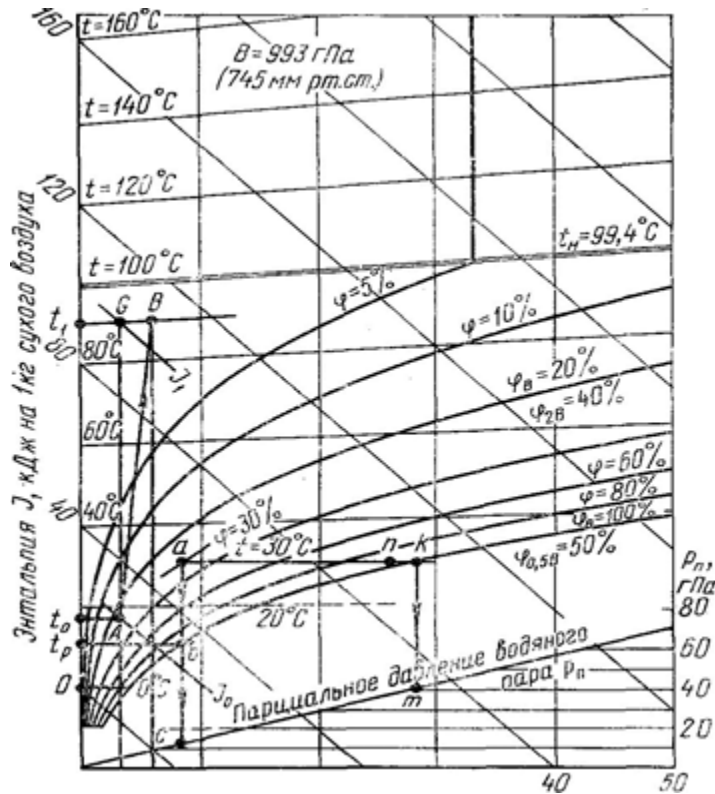 160
t=160°C
B=993 гПа
(745 мм рт.ст.)
t=140°C
120
t=120°C
tн=99,4°C
t=100°C
φ=5%
G
B
t₁
φ=10%
80
80°C
J₁
φв=20%
φ2в=40%
60°C
φ=60%
φ=80%
40
40°C
φ=30%
φв=100%
a
t=30°C
n
k
φ0,5в=50%
Pп,
гПа
20°C
80
t₀
A
tр
60
0
0°C
J₀
Парциальное давление водяного
пара Pп
40
m
20
c
40
50
Энтальпия J, кДж на 1кг сухого воздуха